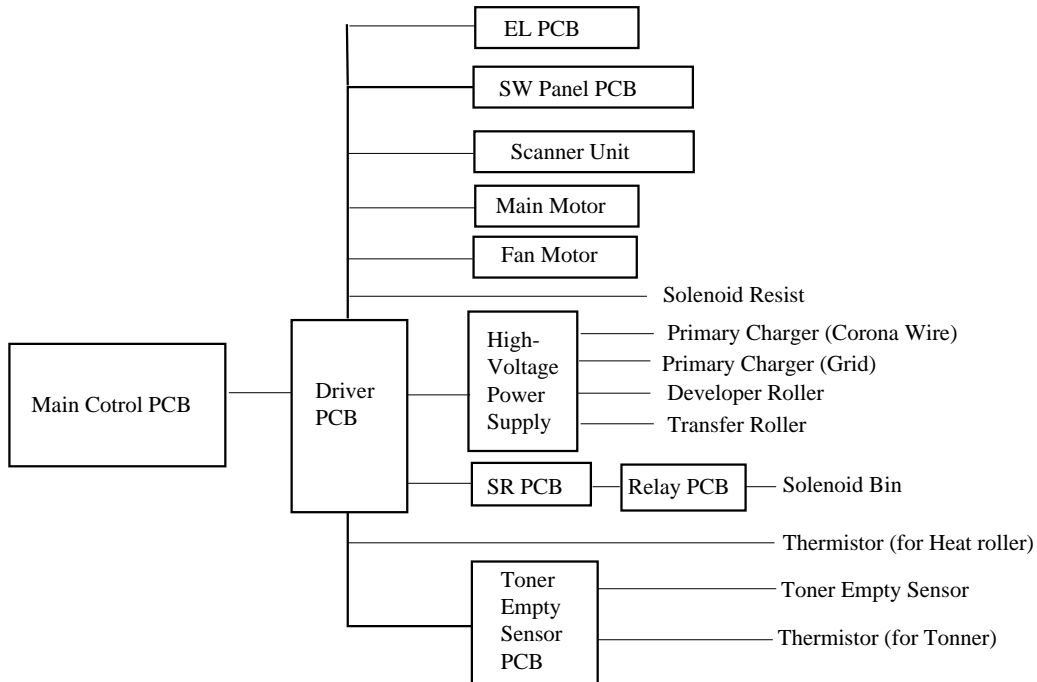 EL PCB
SW Panel PCB
Scanner Unit
Main Motor
Fan Motor
Solenoid Resist
Main Cotrol PCB
Driver
PCB
High-
Voltage
Power
Supply
Primary Charger (Corona Wire)
Primary Charger (Grid)
Developer Roller
Transfer Roller
SR PCB
Relay PCB
Solenoid Bin
Thermistor (for Heat roller)
Toner
Empty
Sensor
PCB
Toner Empty Sensor
Thermistor (for Tonner)